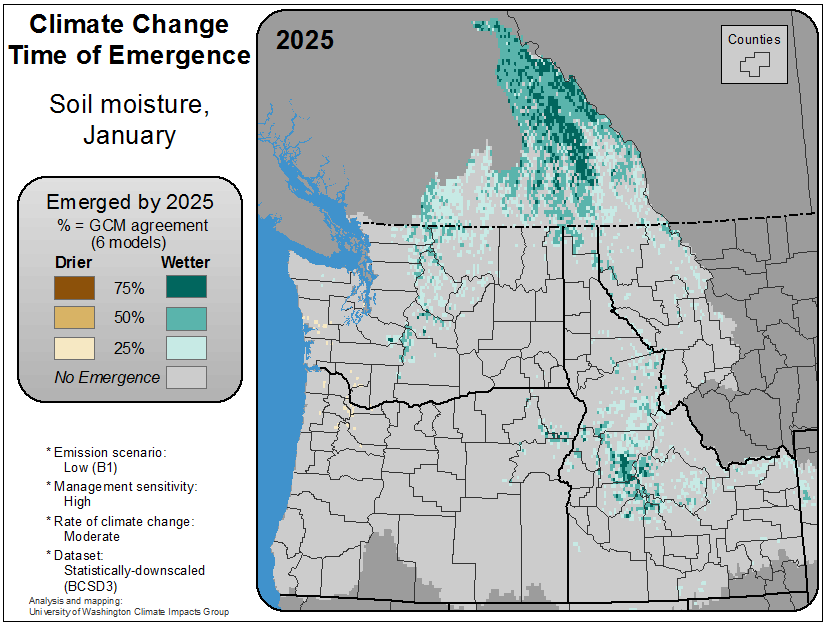 Climate Change
Time of Emergence
Soil moisture,
January
Emerged by 2025
% = GCM agreement
(6 models)
Drier Wetter
75%
50%
25%
No Emergence
* Emission scenario:
Low (B1)
* Management sensitivity:
High
* Rate of climate change:
Moderate
* Dataset:
Statistically-downscaled
(BCSD3)
Analysis and mapping:
University of Washington Climate Impacts Group
2025
Counties